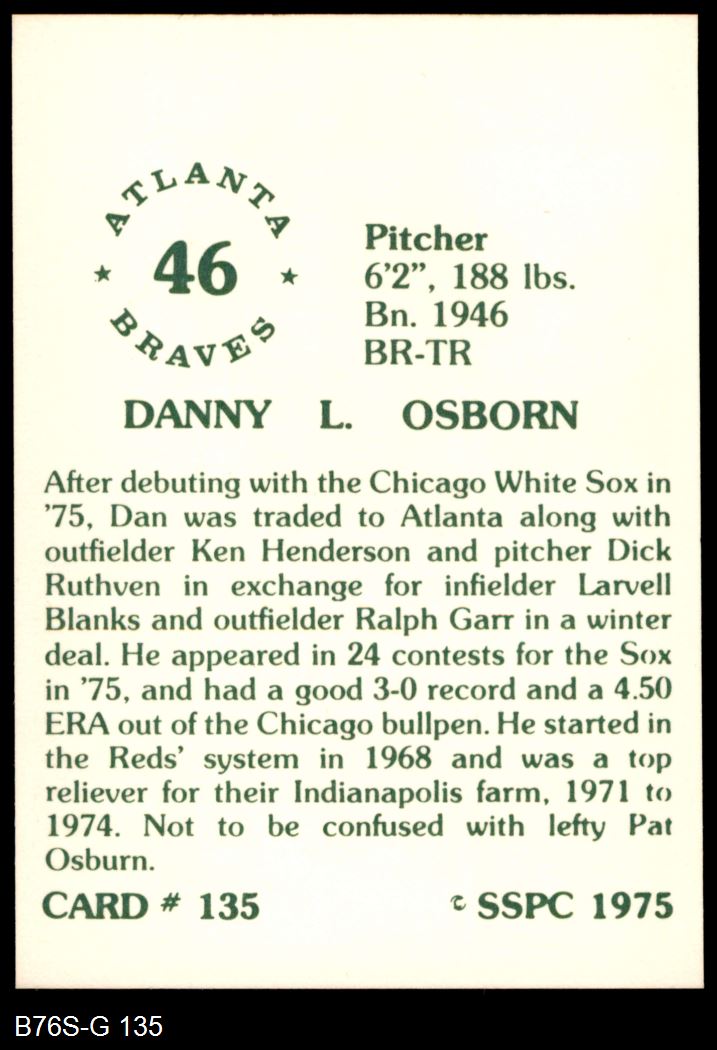 ATLANTA
★ 46 ★
BRAVES
Pitcher
6'2”, 188 lbs.
Bn. 1946
BR-TR
DANNY L. OSBORN
After debuting with the Chicago White Sox in
'75, Dan was traded to Atlanta along with
outfielder Ken Henderson and pitcher Dick
Ruthven in exchange for infielder Larvell
Blanks and outfielder Ralph Garr in a winter
deal. He appeared in 24 contests for the Sox
in '75, and had a good 3-0 record and a 4.50
ERA out of the Chicago bullpen. He started in
the Reds' system in 1968 and was a top
reliever for their Indianapolis farm, 1971 to
1974. Not to be confused with lefty Pat
Osburn.
CARD # 135
© SSPC 1975
B76S-G 135